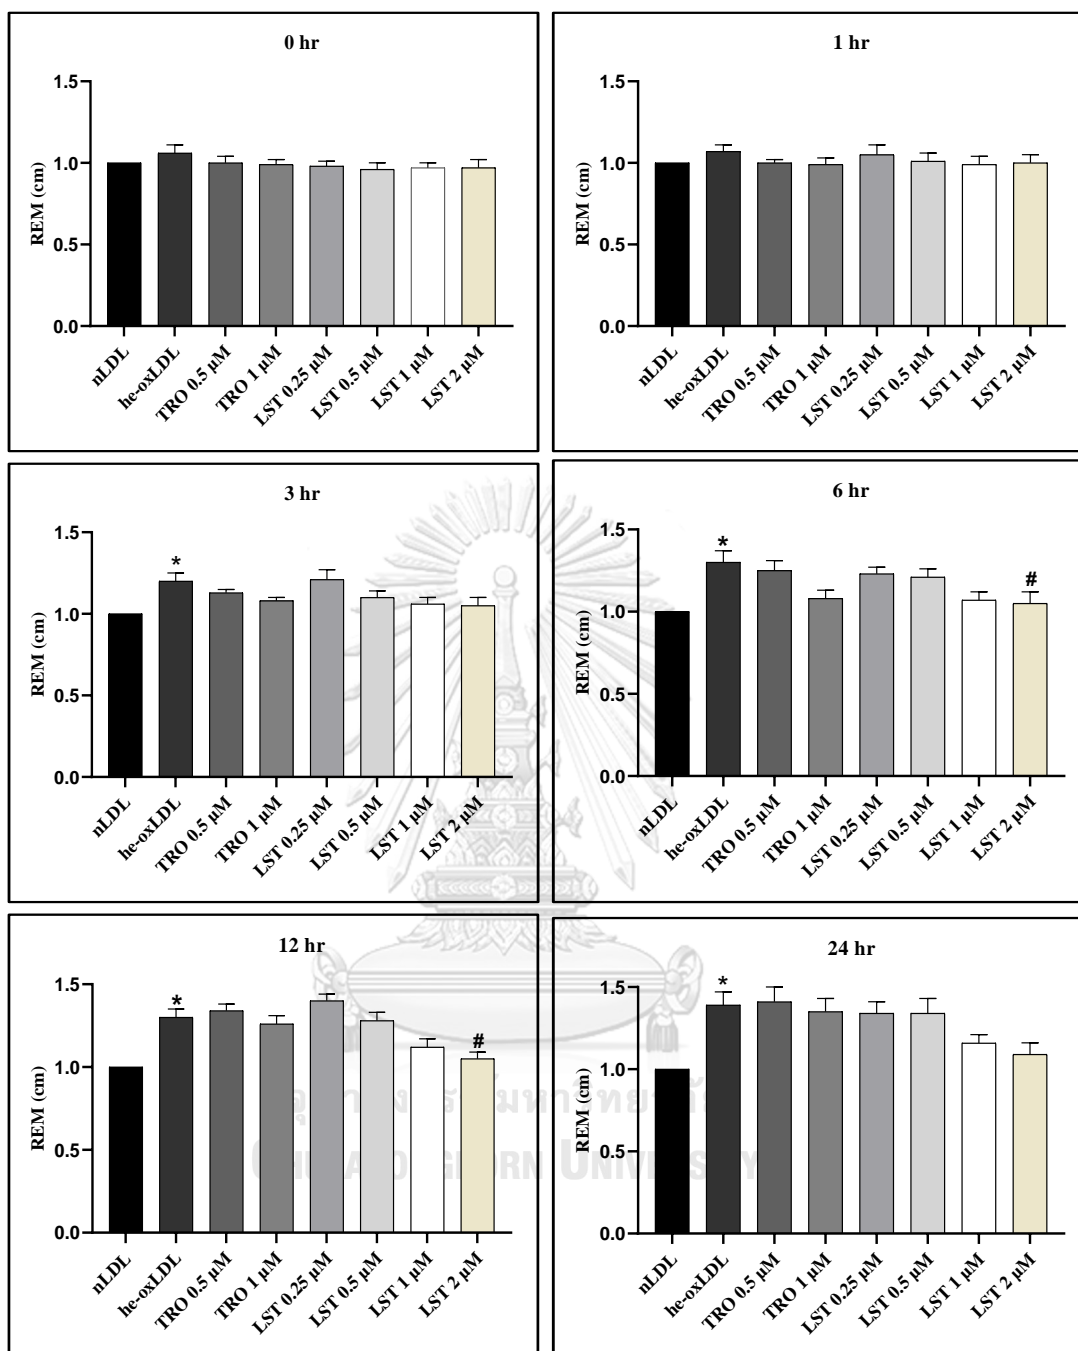 0 hr
1.5
1.0
0.5
0.0
REM (cm)
nLDL
he-oxLDL
TRO 0.5 µM
TRO 1 µM
LST 0.25 µM
LST 0.5 µM
LST 1 µM
LST 2 µM
1 hr
1.5
1.0
0.5
0.0
REM (cm)
nLDL
he-oxLDL
TRO 0.5 µM
TRO 1 µM
LST 0.25 µM
LST 0.5 µM
LST 1 µM
LST 2 µM
3 hr
1.5
1.0
0.5
0.0
REM (cm)
*
nLDL
he-oxLDL
TRO 0.5 µM
TRO 1 µM
LST 0.25 µM
LST 0.5 µM
LST 1 µM
LST 2 µM
6 hr
1.5
1.0
0.5
0.0
REM (cm)
*
#
nLDL
he-oxLDL
TRO 0.5 µM
TRO 1 µM
LST 0.25 µM
LST 0.5 µM
LST 1 µM
LST 2 µM
12 hr
1.5
1.0
0.5
0.0
REM (cm)
*
#
nLDL
he-oxLDL
TRO 0.5 µM
TRO 1 µM
LST 0.25 µM
LST 0.5 µM
LST 1 µM
LST 2 µM
24 hr
1.5
1.0
0.5
0.0
REM (cm)
*
nLDL
he-oxLDL
TRO 0.5 µM
TRO 1 µM
LST 0.25 µM
LST 0.5 µM
LST 1 µM
LST 2 µM